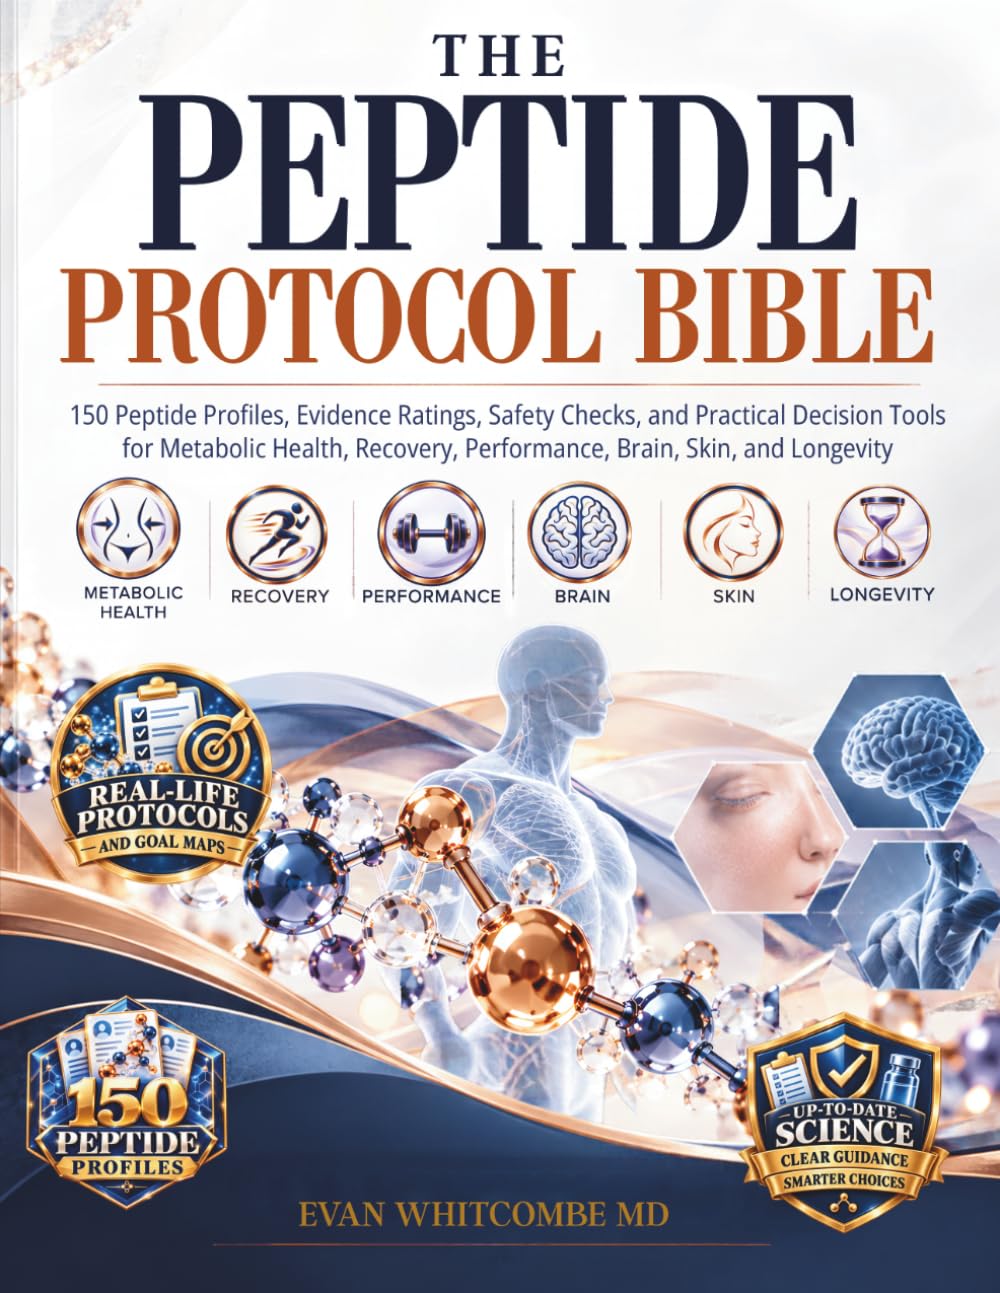 THE
PEPTIDE
PROTOCOL BIBLE
150 Peptide Profiles, Evidence Ratings, Safety Checks, and Practical Decision Tools
for Metabolic Health, Recovery, Performance, Brain, Skin, and Longevity
METABOLIC
HEALTH
RECOVERY
PERFORMANCE
BRAIN
SKIN
LONGEVITY
REAL-LIFE
PROTOCOLS
AND GOAL MAPS
150
PEPTIDE
PROFILES
UP-TO-DATE
SCIENCE
CLEAR GUIDANCE
SMARTER CHOICES
EVAN WHITCOMBE MD